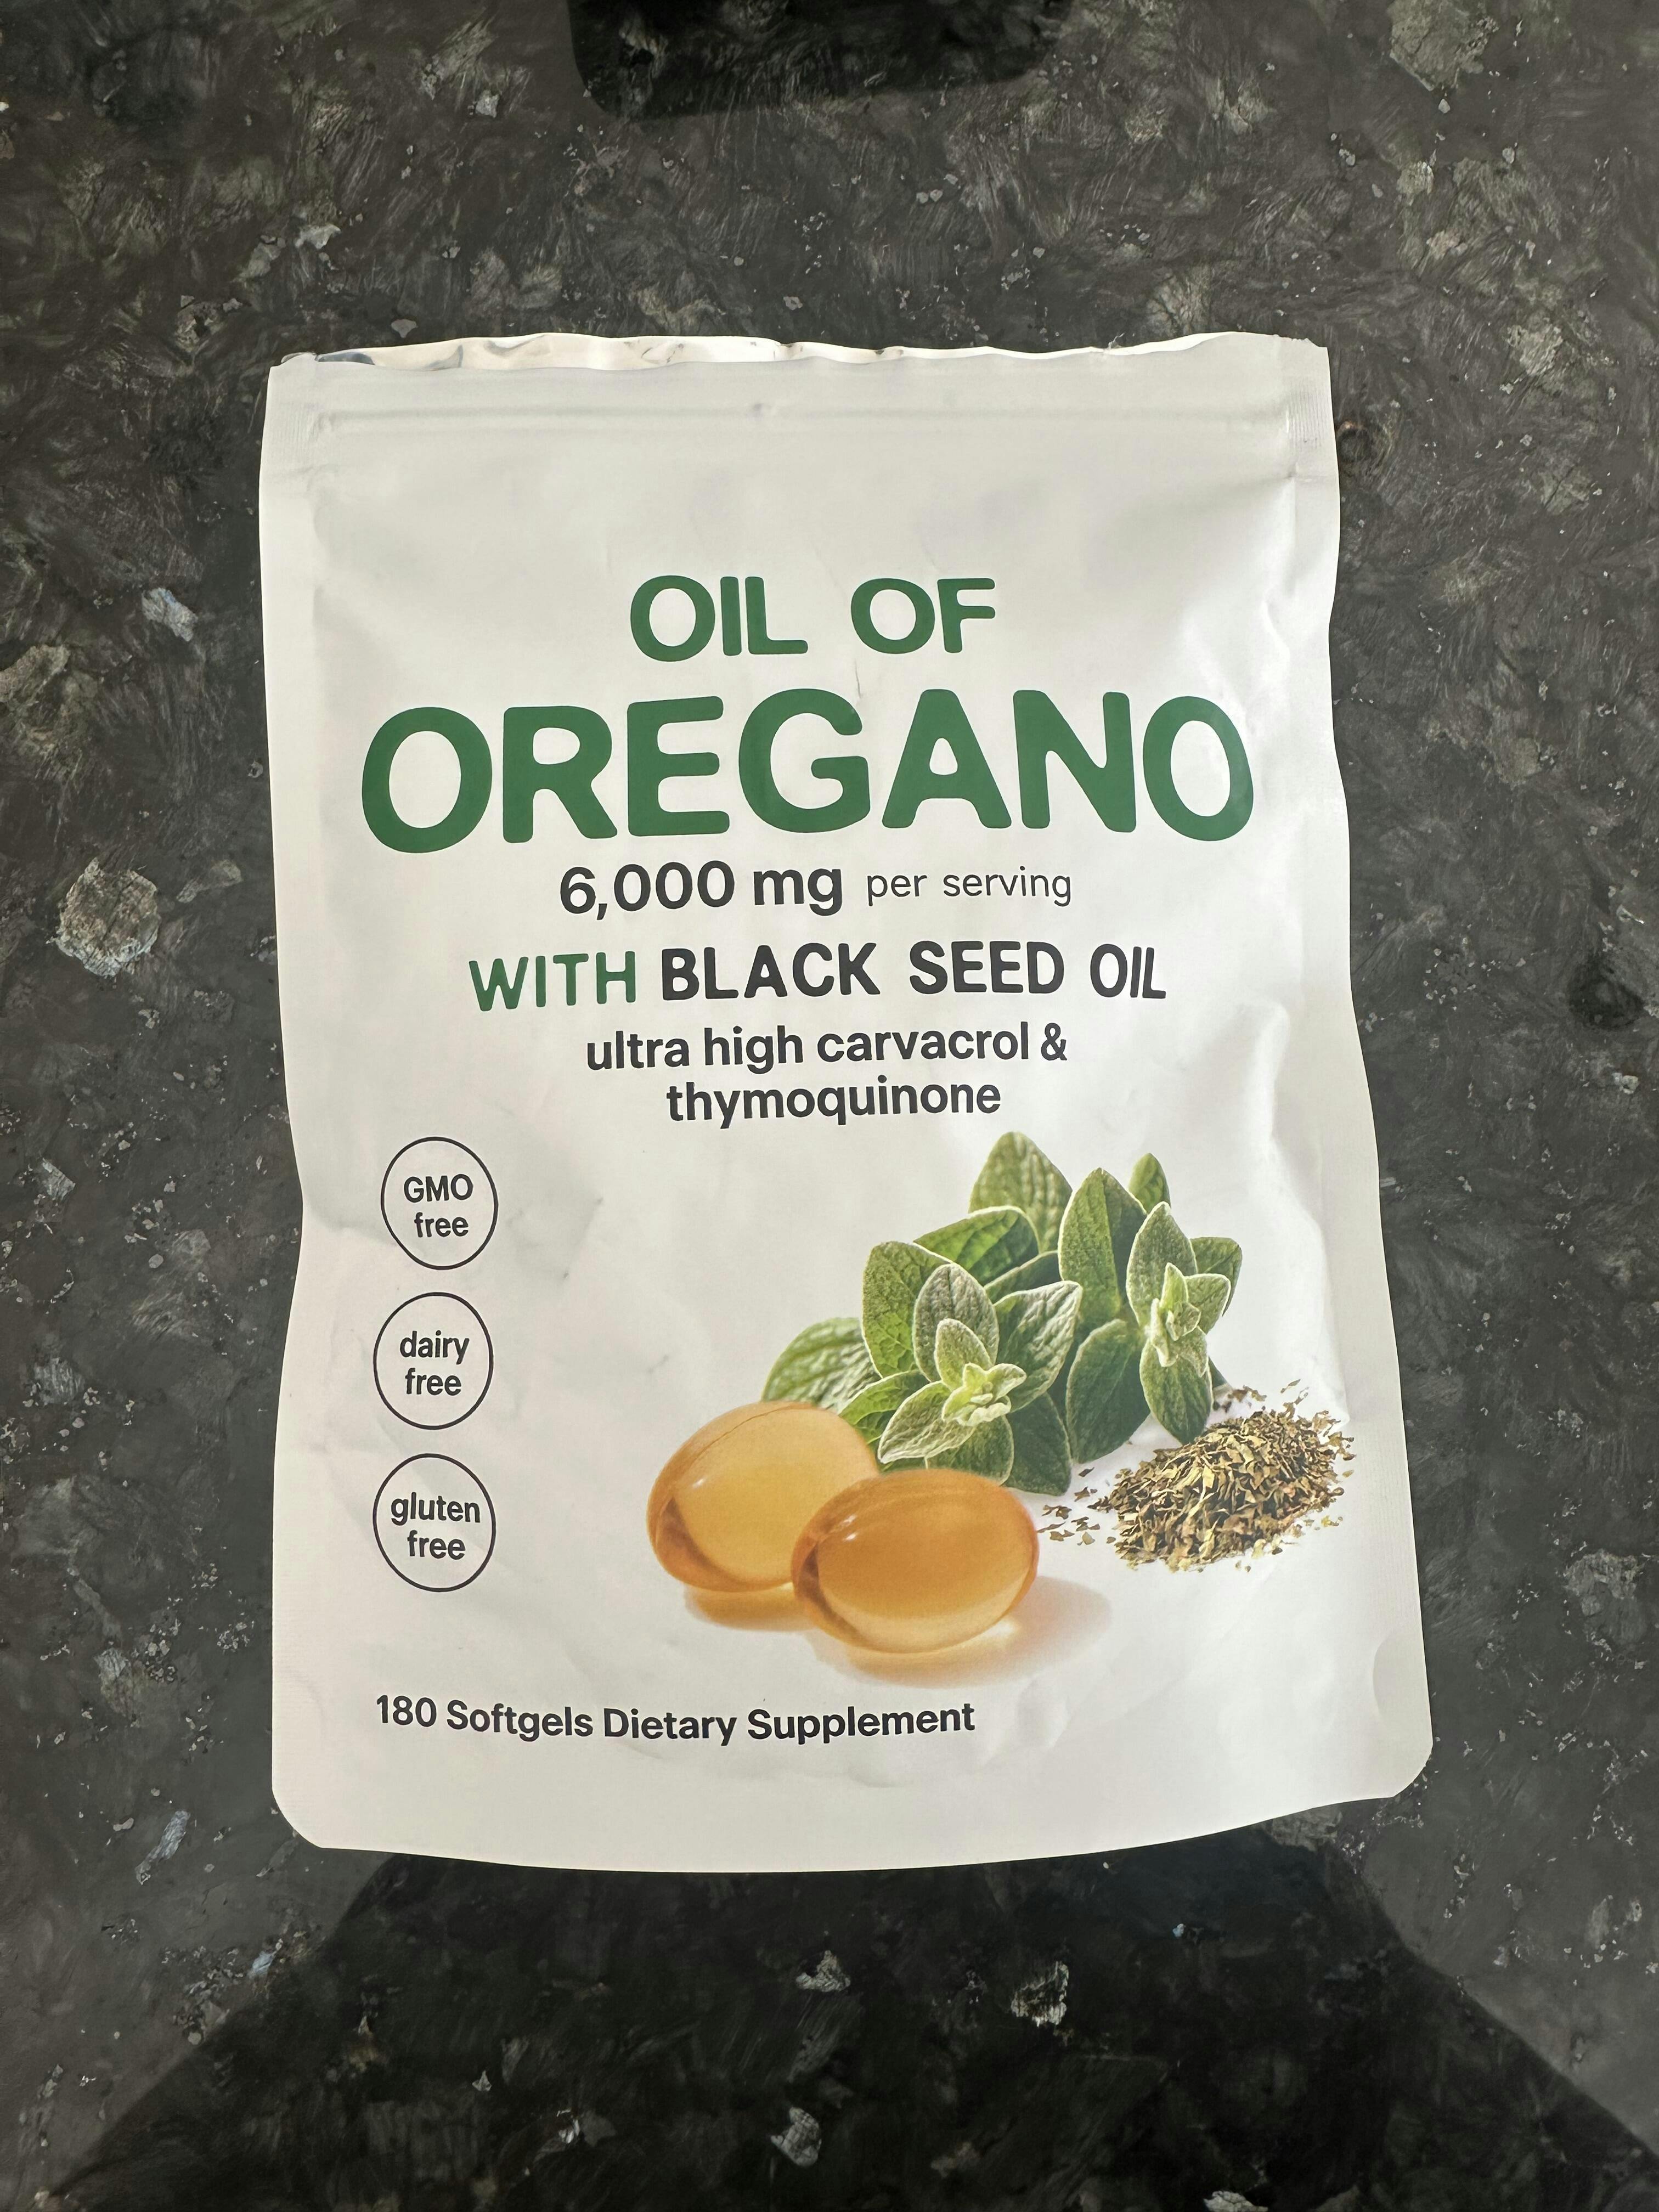 OIL OF
OREGANO
6,000 mg per serving
WITH BLACK SEED OIL
ultra high carvacrol &
thymoquinone
GMO
free
dairy
free
gluten
free
180 Softgels Dietary Supplement